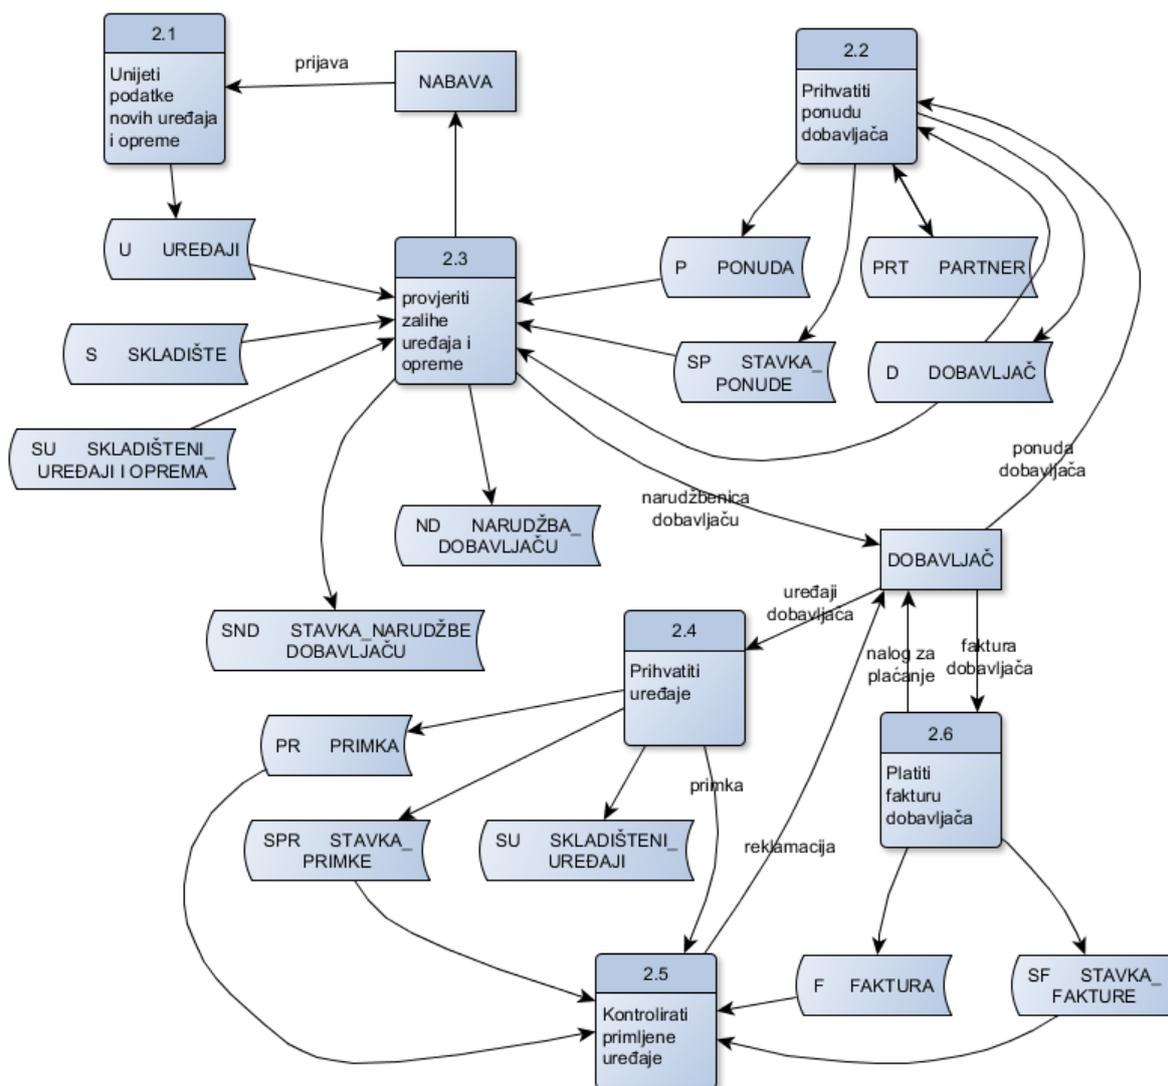 2.1
Unijeti
podatke
novih uređaja
i opreme
prijava
NABAVA
2.2
Prihvatiti
ponudu
dobavljača
U UREĐAJI
2.3
provjeriti
zalihe
uređaja i
opreme
P PONUDA
PRT PARTNER
S SKLADIŠTE
SP STAVKA_
PONUDE
D DOBAVLJAČ
SU SKLADIŠTENI_
UREĐAJI I OPREMA
ponuda
dobavljača
narudžbenica
dobavljaču
ND NARUDŽBA_
DOBAVLJAČU
DOBAVLJAČ
uređaji
dobavljača
SND STAVKA_NARUDŽBE
DOBAVLJAČU
2.4
Prihvatiti
uređaje
nalog za
plaćanje
faktura
dobavljača
PR PRIMKA
2.6
Platiti
fakturu
dobavljača
primka
SPR STAVKA_
PRIMKE
SU SKLADIŠTENI_
UREĐAJI
reklamacija
2.5
Kontrolirati
primljene
uređaje
F FAKTURA
SF STAVKA_
FAKTURE